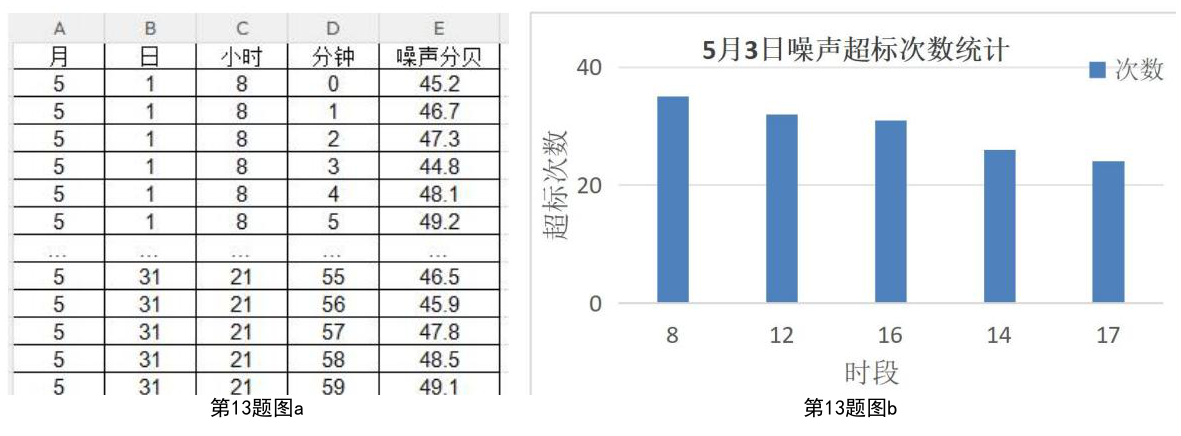 A B C D E
月 日 小时 分钟 噪声分贝
5 1 8 0 45.2
5 1 8 1 46.7
5 1 8 2 47.3
5 1 8 3 44.8
5 1 8 4 48.1
5 1 8 5 49.2
... ... ... ... ...
5 31 21 55 46.5
5 31 21 56 45.9
5 31 21 57 47.8
5 31 21 58 48.5
5 31 21 59 49.1
第13题图a
5月3日噪声超标次数统计
次数
超标次数
40
20
0
8 12 16 14 17
时段
第13题图b